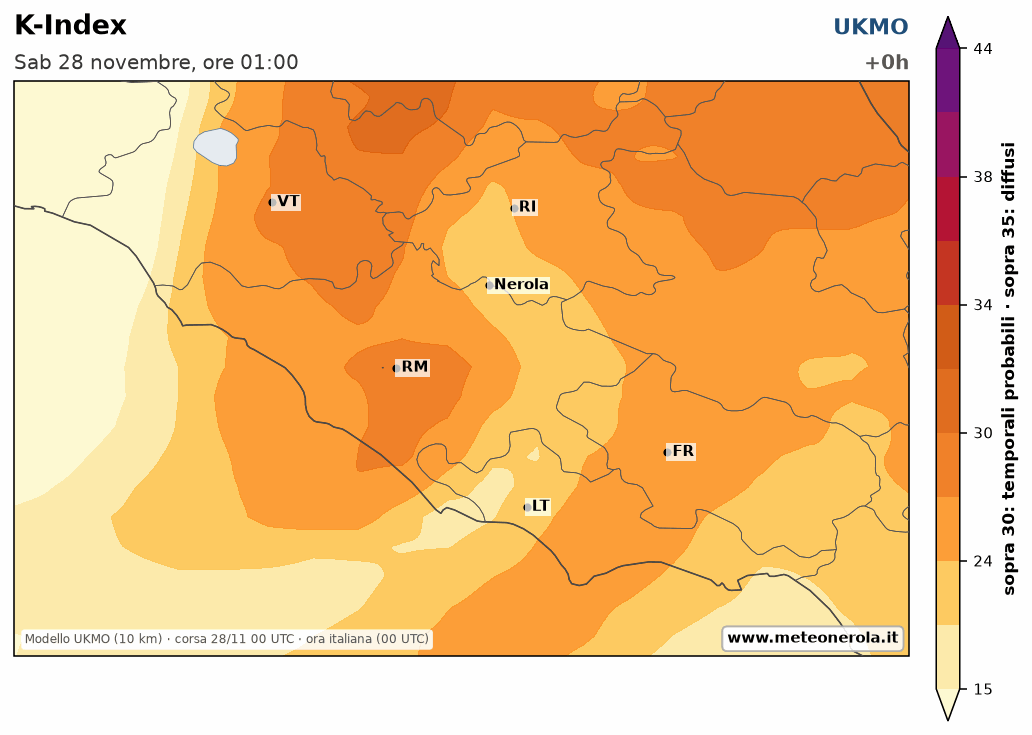 K-Index
UKMO
Sab 28 novembre, ore 01:00
+0h
VT
RI
Nerola
RM
FR
LT
44
38
34
30
24
15
sopra 30: temporali probabili · sopra 35: diffusi
Modello UKMO (10 km) · corsa 28/11 00 UTC · ora italiana (00 UTC)
www.meteonerola.it